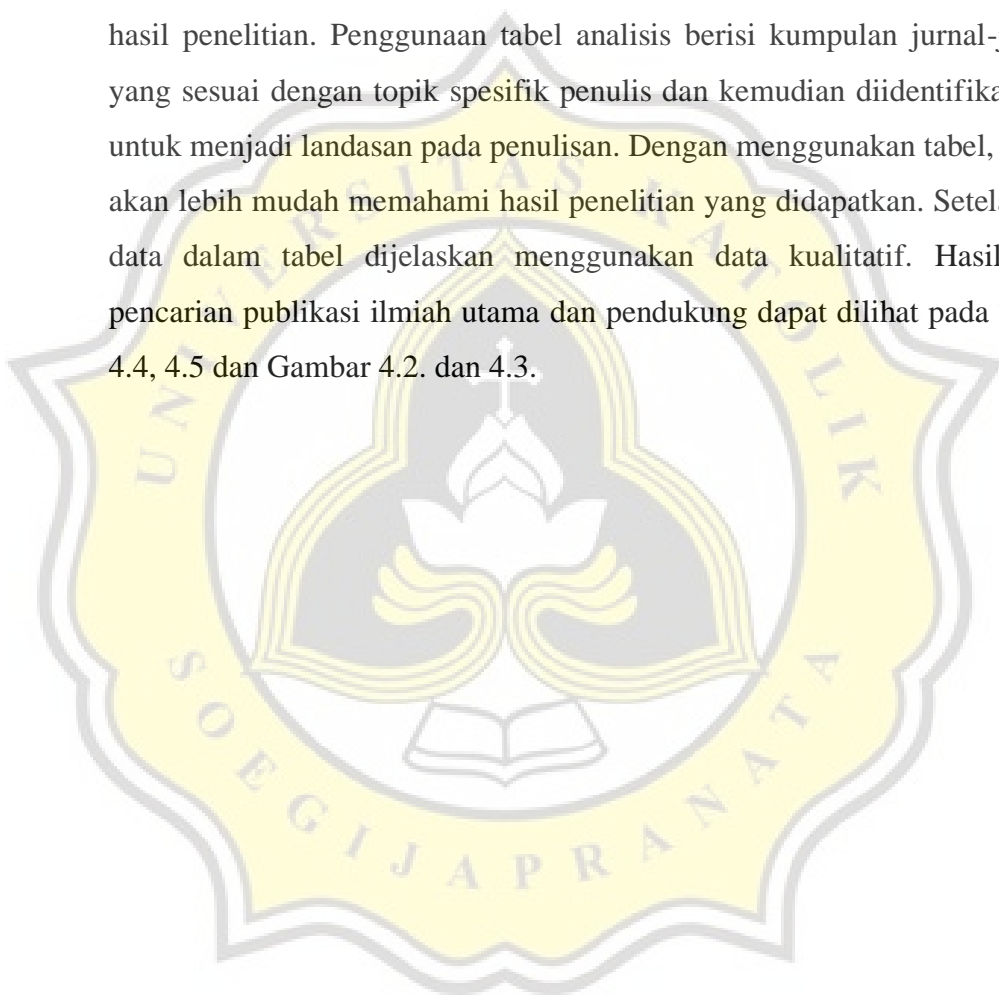 hasil penelitian. Penggunaan tabel analisis berisi kumpulan jurnal-
yang sesuai dengan topik spesifik penulis dan kemudian diidentifika
untuk menjadi landasan pada penulisan. Dengan menggunakan tabel,
akan lebih mudah memahami hasil penelitian yang didapatkan. Setel
data dalam tabel dijelaskan menggunakan data kualitatif. Hasil
pencarian publikasi ilmiah utama dan pendukung dapat dilihat pada
4.4, 4.5 dan Gambar 4.2. dan 4.3.
UNIVERSITAS KATOLIK
SOEGIJAPRANATA